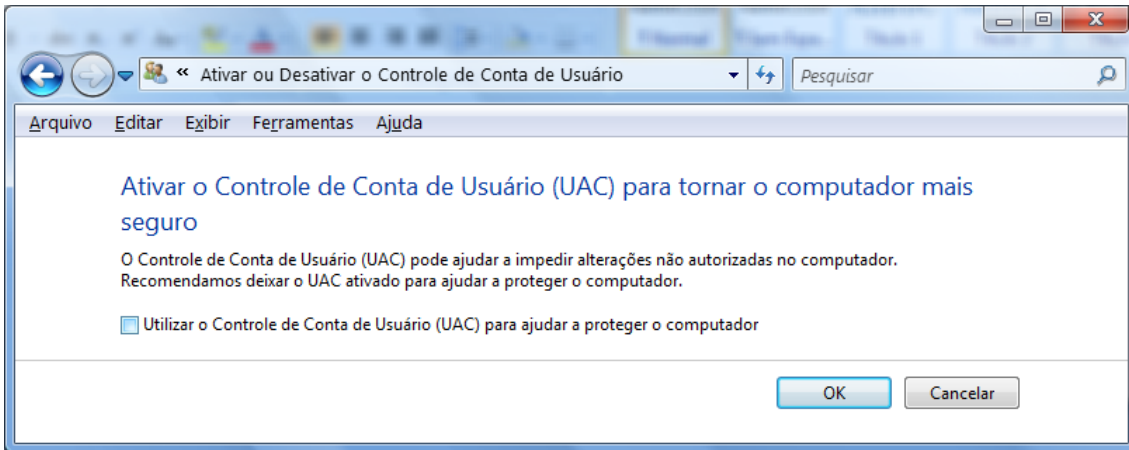 « Ativar ou Desativar o Controle de Conta de Usuário
Pesquisar
Arquivo Editar Exibir Ferramentas Ajuda
Ativar o Controle de Conta de Usuário (UAC) para tornar o computador mais
seguro
O Controle de Conta de Usuário (UAC) pode ajudar a impedir alterações não autorizadas no computador.
Recomendamos deixar o UAC ativado para ajudar a proteger o computador.
Utilizar o Controle de Conta de Usuário (UAC) para ajudar a proteger o computador
OK Cancelar